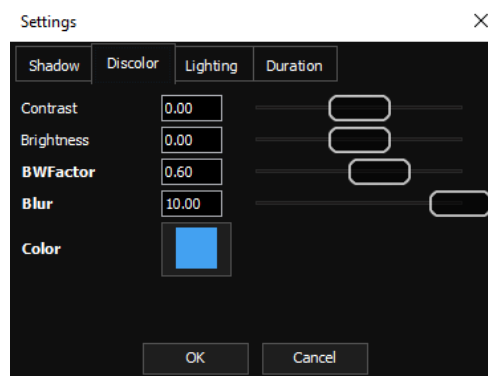 Settings
Shadow Discolor Lighting Duration
Contrast 0.00
Brightness 0.00
BWFactor 0.60
Blur 10.00
Color
OK Cancel